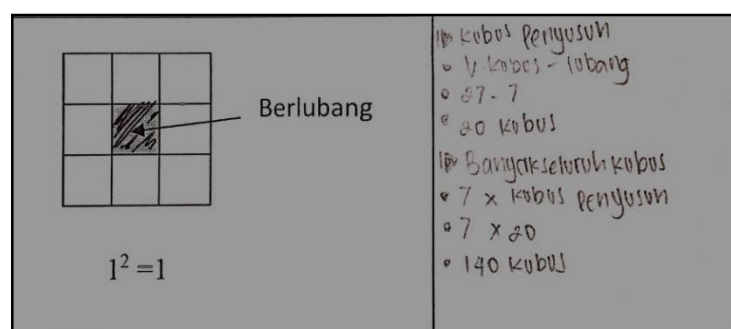 Berlubang
1² = 1
Kubus Penyusun
• V kubus - lubang
• 27 - 7
• 20 kubus
Banyak seluruh kubus
• 7 x kubus penyusun
• 7 x 20
• 140 kubus